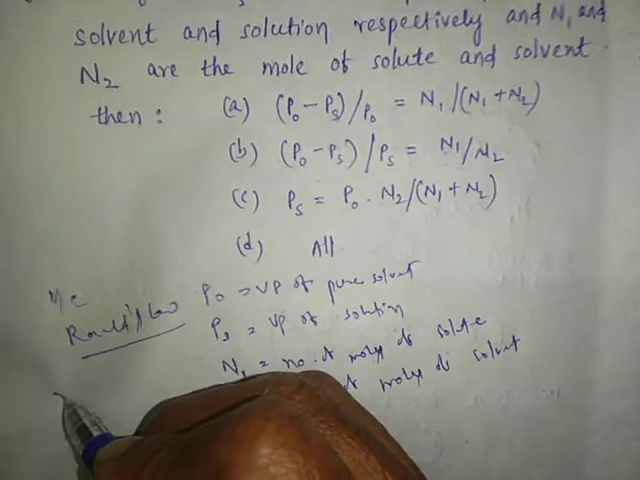 solvent and solution respectively and N₁ and
N₂ are the mole of solute and solvent.
then : (a) (P₀ - Pₛ)/P₀ = N₁/(N₁+N₂)
(b) (P₀ - Pₛ)/Pₛ = N₁/N₂
(c) Pₛ = P₀ . N₂/(N₁ + N₂)
(d) All
P₀ = VP of pure solvent
Raoult's law
Pₛ = VP of solution
N₁ = no. of moles of solute
of moles of solvent